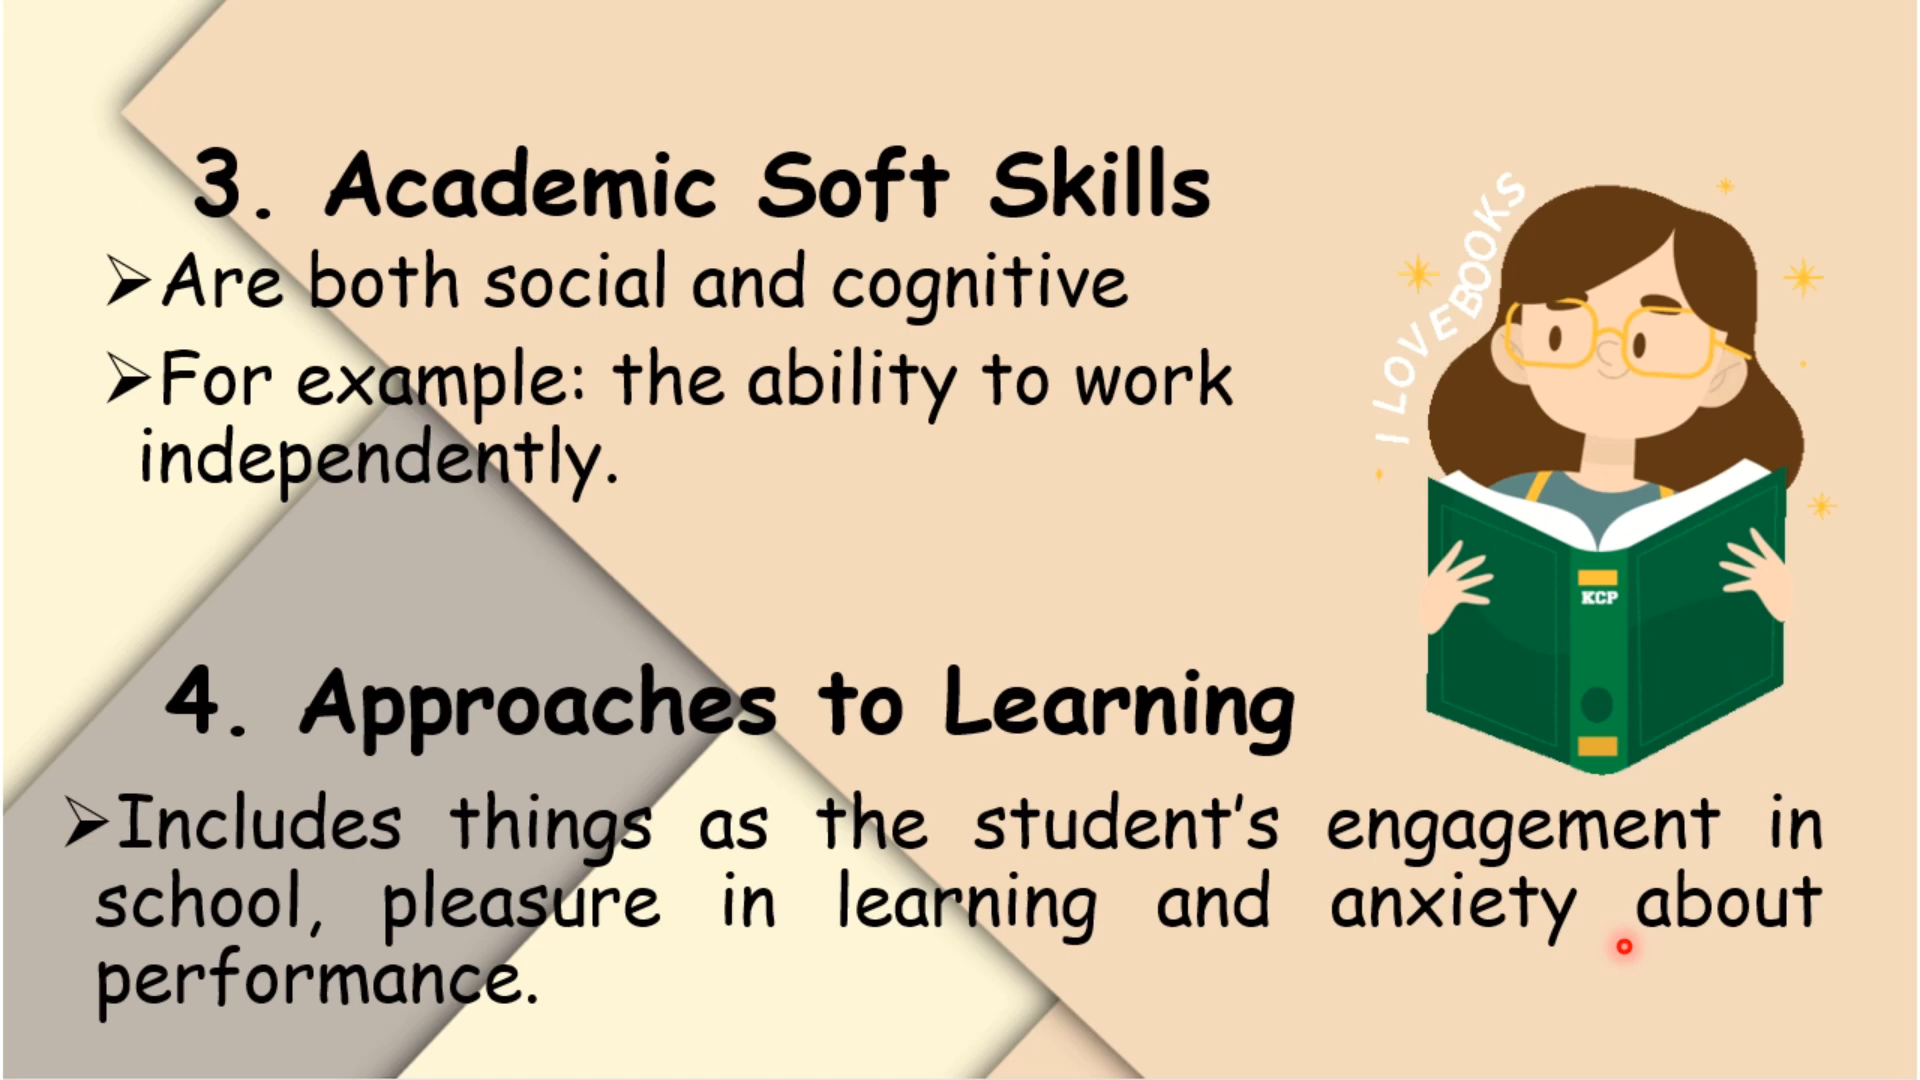 3. Academic Soft Skills
➢Are both social and cognitive
➢For example: the ability to work
independently.
I LOVE BOOKS
KCP
4. Approaches to Learning
➢Includes things as the student's engagement in
school, pleasure in learning and anxiety about
performance.